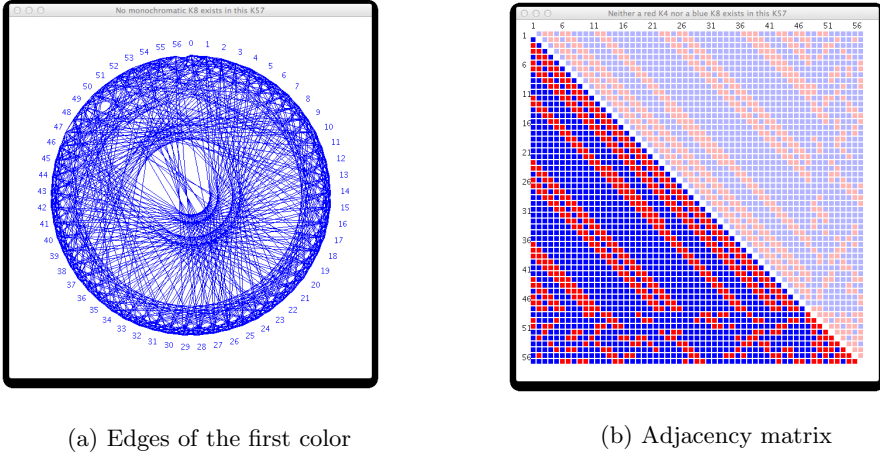 No monochromatic K8 exists in this K57
56 0 1 2 3 4 5 6 7 8 9 10 11 12 13 14 15 16 17 18 19 20 21 22 23 24 25 26 27 28 29 30 31 32 33 34 35 36 37 38 39 40 41 42 43 44 45 46 47 48 49 50 51 52 53 54 55
(a) Edges of the first color
Neither a red K4 nor a blue K8 exists in this K57
1 6 11 16 21 26 31 36 41 46 51 56
1
6
11
16
21
26
31
36
41
46
51
56
(b) Adjacency matrix